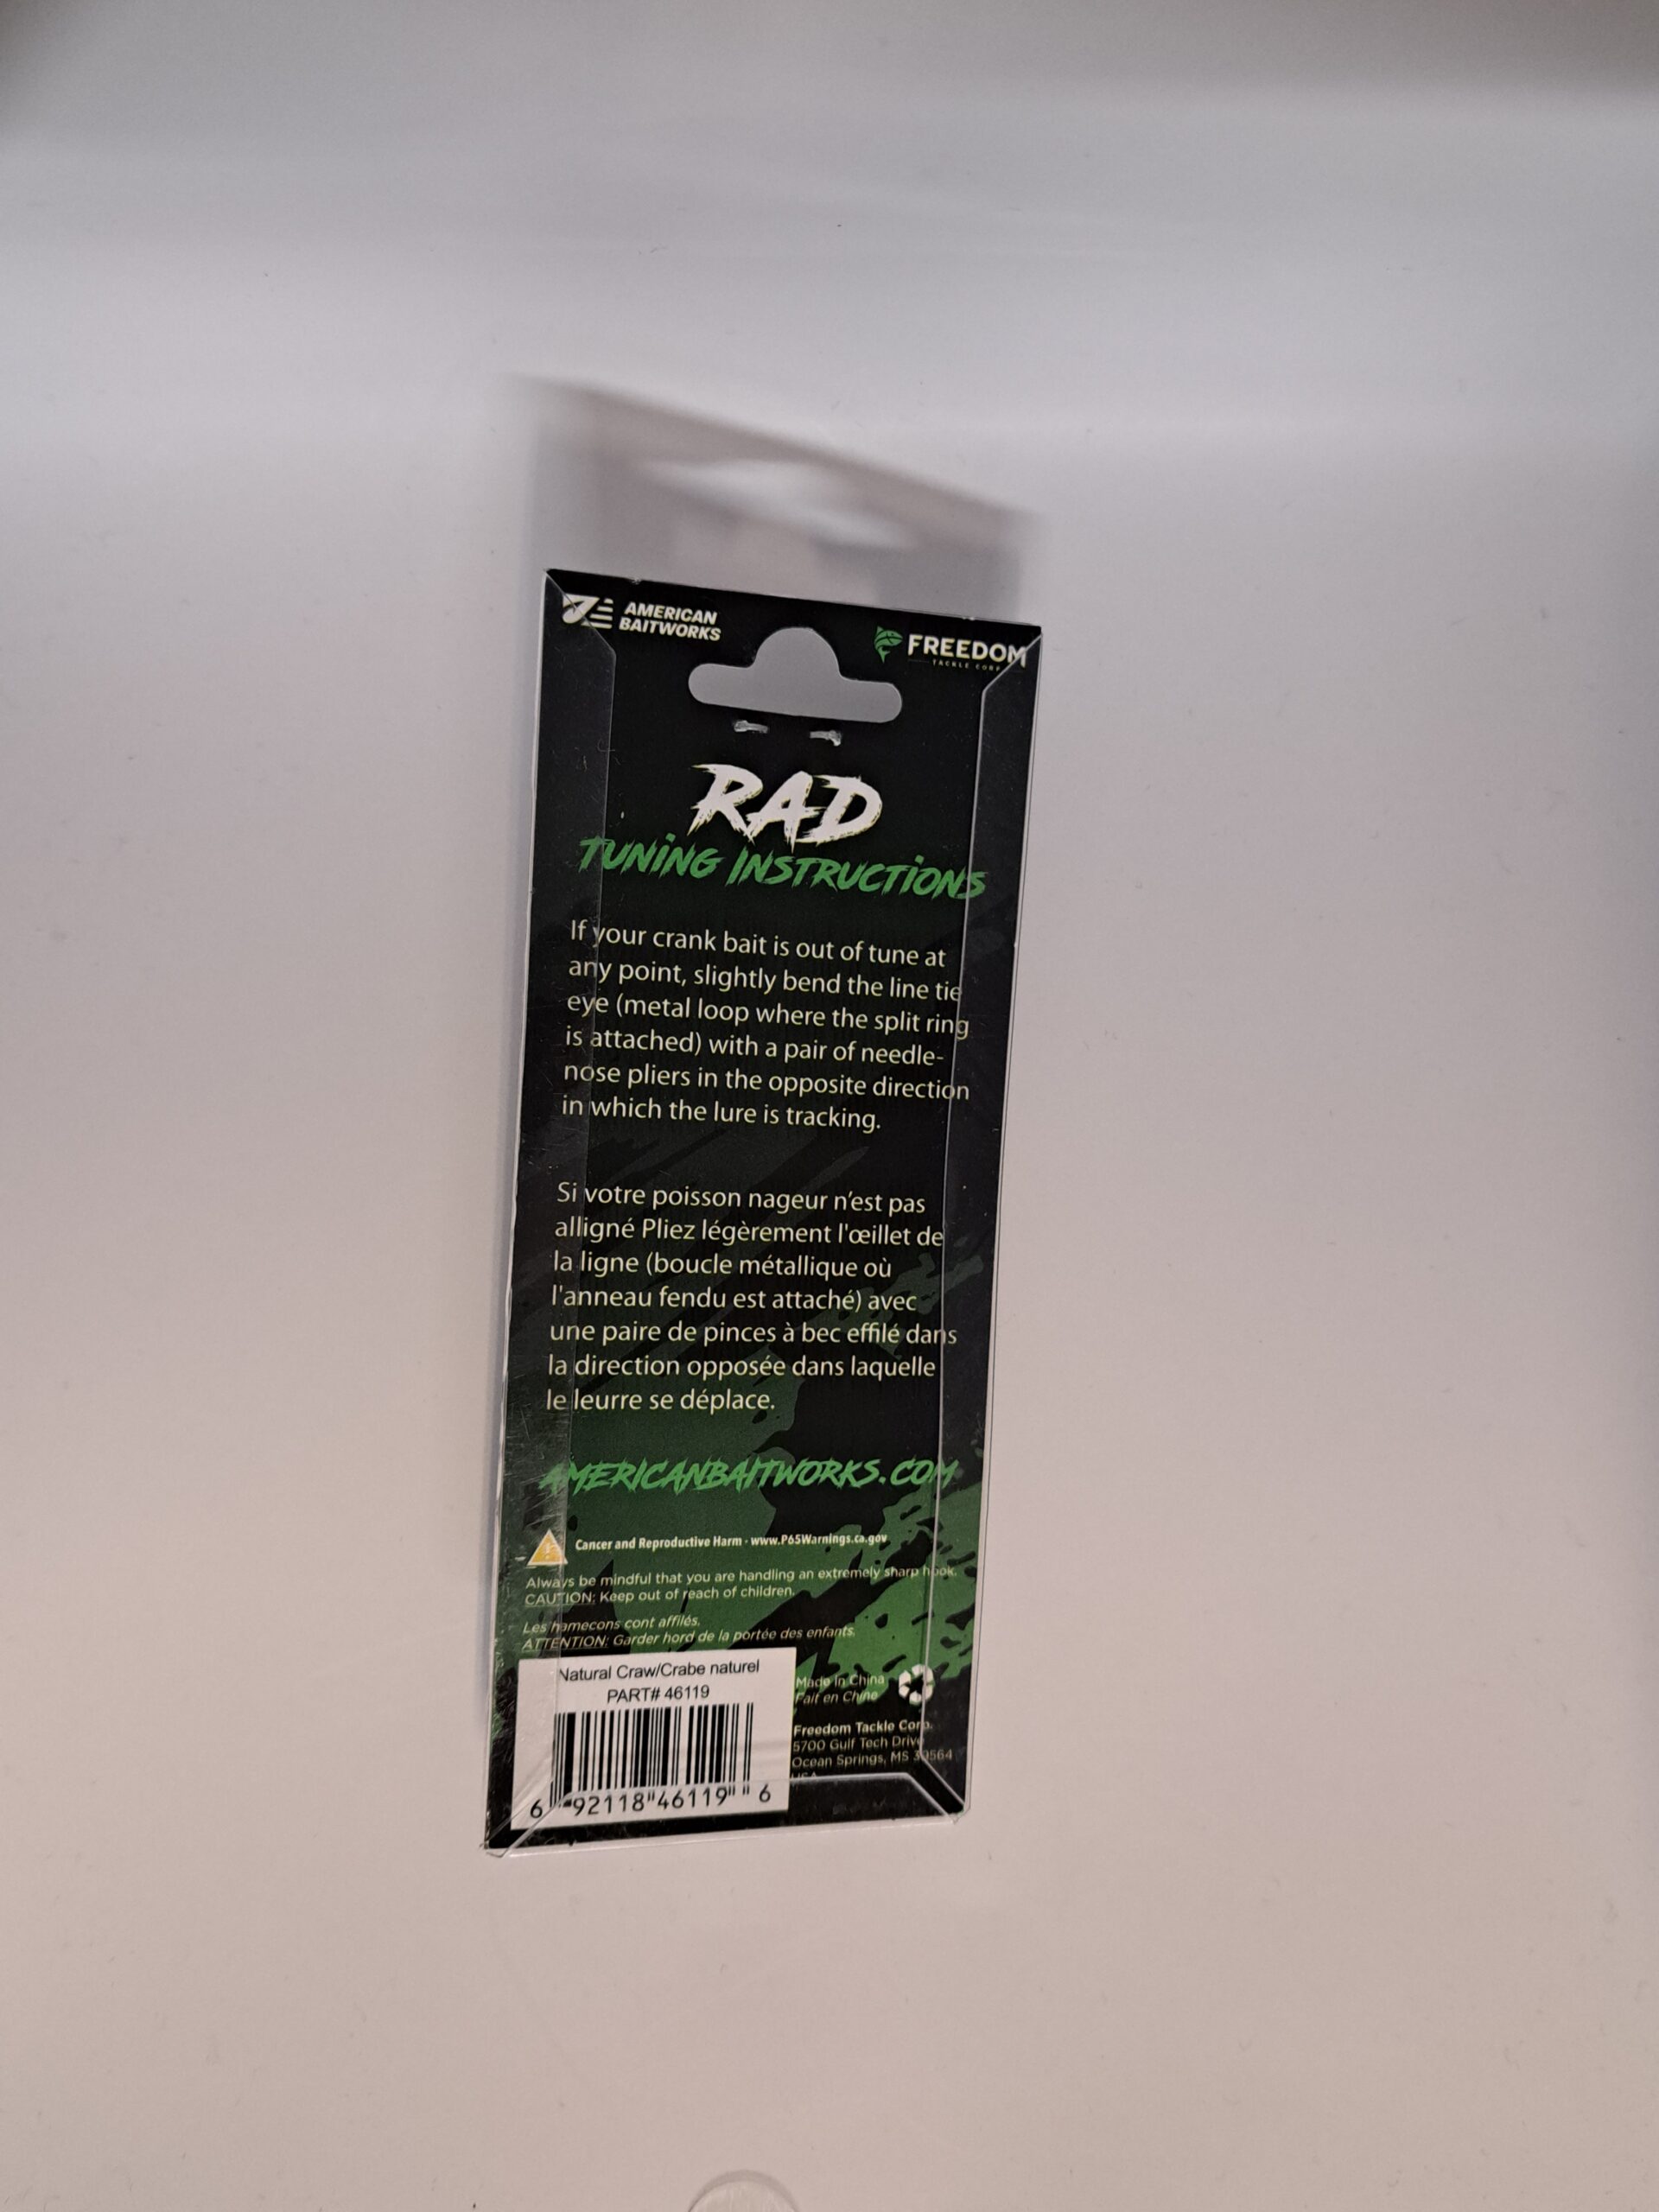 AMERICAN
BAITWORKS
FREEDOM
TACKLE CORP
RAD
TUNING INSTRUCTIONS
If your crank bait is out of tune at
any point, slightly bend the line tie
eye (metal loop where the split ring
is attached) with a pair of needle-
nose pliers in the opposite direction
in which the lure is tracking.
Si votre poisson nageur n'est pas
alligné Pliez légèrement l'œillet de
la ligne (boucle métallique où
l'anneau fendu est attaché) avec
une paire de pinces à bec effilé dans
la direction opposée dans laquelle
le leurre se déplace.
AMERICANBAITWORKS.COM
Cancer and Reproductive Harm - www.P65Warnings.ca.gov
Always be mindful that you are handling an extremely sharp hook.
CAUTION: Keep out of reach of children.
Les hamecons cont affilés.
ATTENTION: Garder hord de la portée des enfants.
Natural Craw/Crabe naturel
PART# 46119
6 92118 46119 6
Made In China
Fait en Chine
Freedom Tackle Corp.
5700 Gulf Tech Drive
Ocean Springs, MS 39564
USA